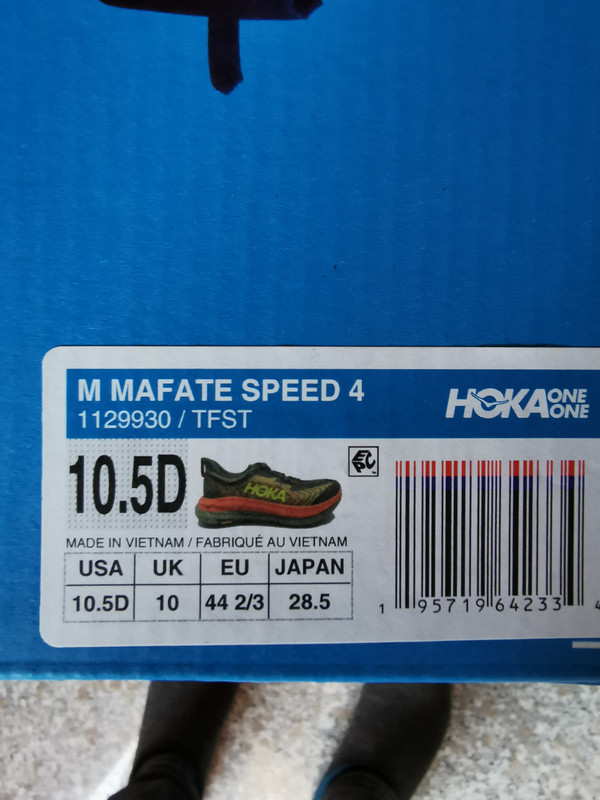 M MAFATE SPEED 4
1129930 / TFST
HOKA ONE ONE
10.5D
HOKA
MADE IN VIETNAM / FABRIQUÉ AU VIETNAM
USA UK EU JAPAN
10.5D 10 44 2/3 28.5
1 95719 64233 4